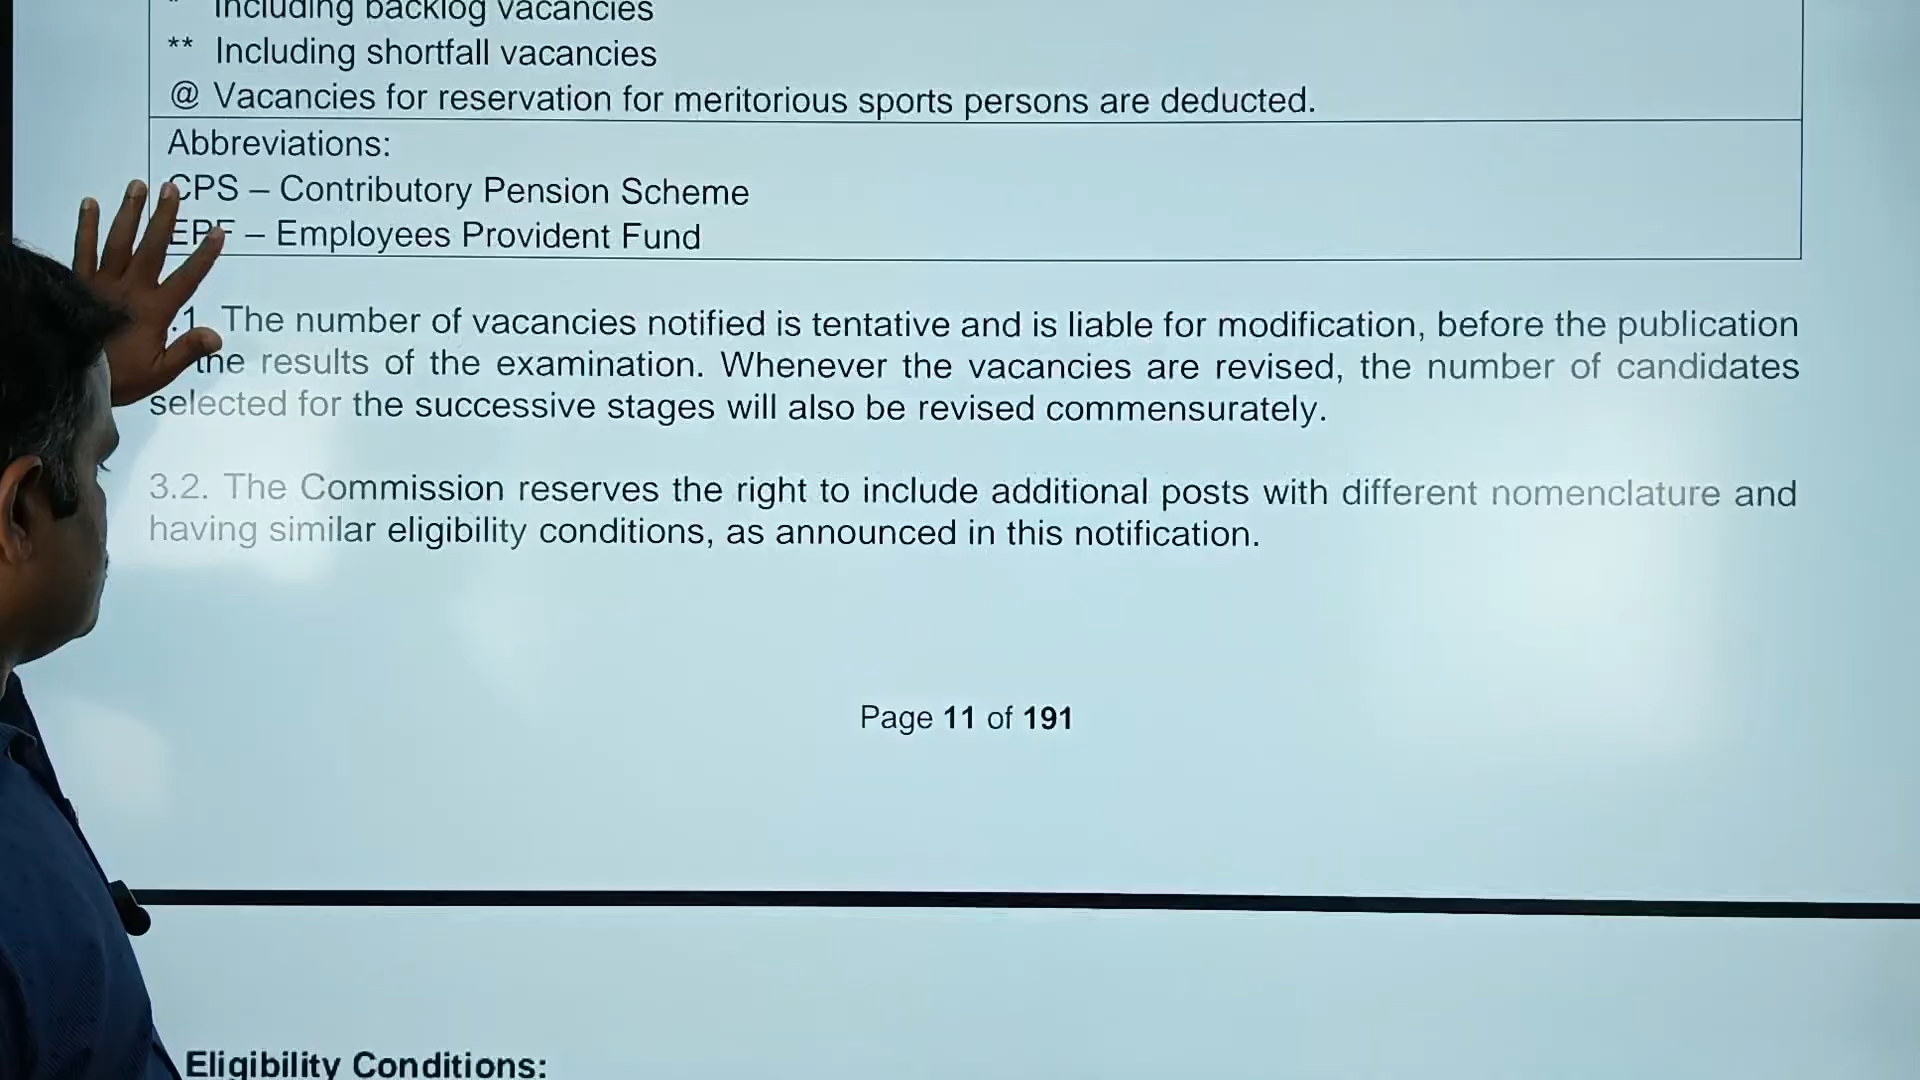 * Including backlog vacancies
** Including shortfall vacancies
@ Vacancies for reservation for meritorious sports persons are deducted.
Abbreviations:
CPS – Contributory Pension Scheme
EPF – Employees Provident Fund
.1. The number of vacancies notified is tentative and is liable for modification, before the publication
the results of the examination. Whenever the vacancies are revised, the number of candidates
selected for the successive stages will also be revised commensurately.
3.2. The Commission reserves the right to include additional posts with different nomenclature and
having similar eligibility conditions, as announced in this notification.
Page 11 of 191
Eligibility Conditions: